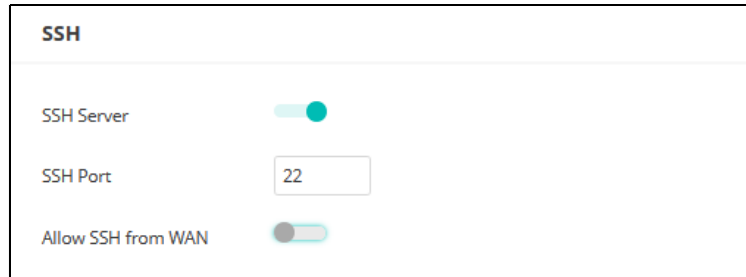 SSH
SSH Server
SSH Port 22
Allow SSH from WAN